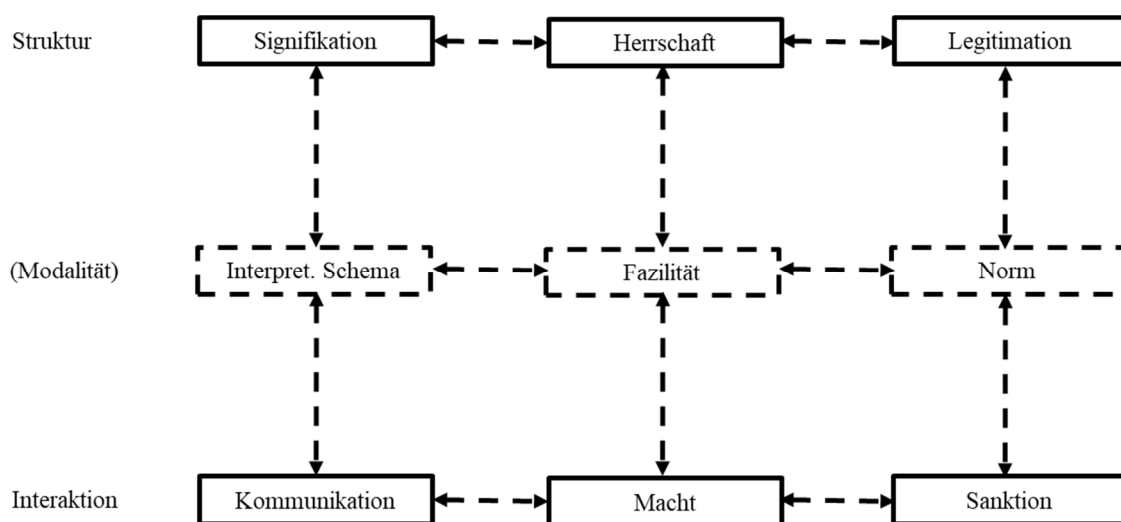 Struktur Signifikation Herrschaft Legitimation
(Modalität) Interpret. Schema Fazilität Norm
Interaktion Kommunikation Macht Sanktion